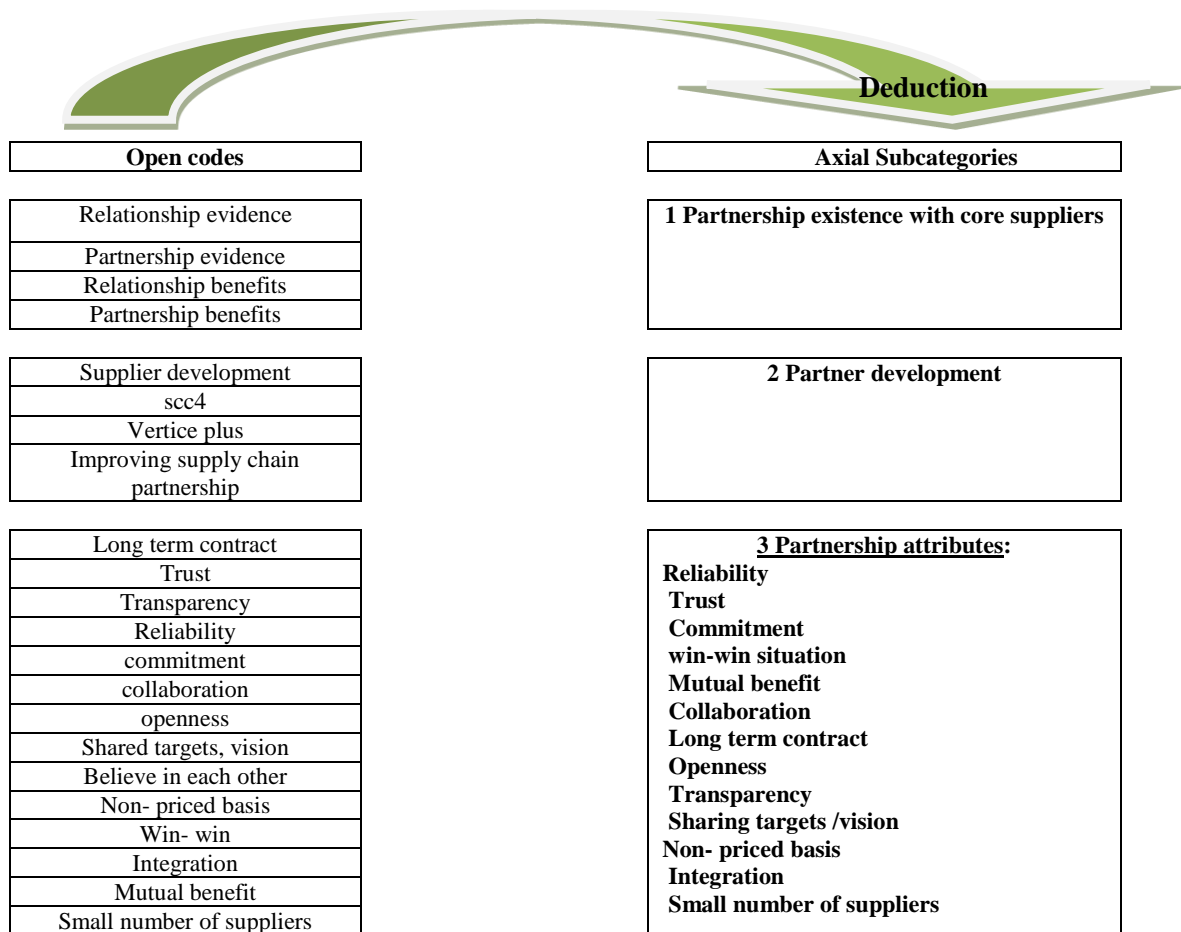 Deduction
Open codes
Axial Subcategories
Relationship evidence
Partnership evidence
Relationship benefits
Partnership benefits
1 Partnership existence with core suppliers
Supplier development
scc4
Vertice plus
Improving supply chain
partnership
2 Partner development
Long term contract
Trust
Transparency
Reliability
commitment
collaboration
openness
Shared targets, vision
Believe in each other
Non- priced basis
Win- win
Integration
Mutual benefit
Small number of suppliers
3 Partnership attributes:
Reliability
Trust
Commitment
win-win situation
Mutual benefit
Collaboration
Long term contract
Openness
Transparency
Sharing targets /vision
Non- priced basis
Integration
Small number of suppliers